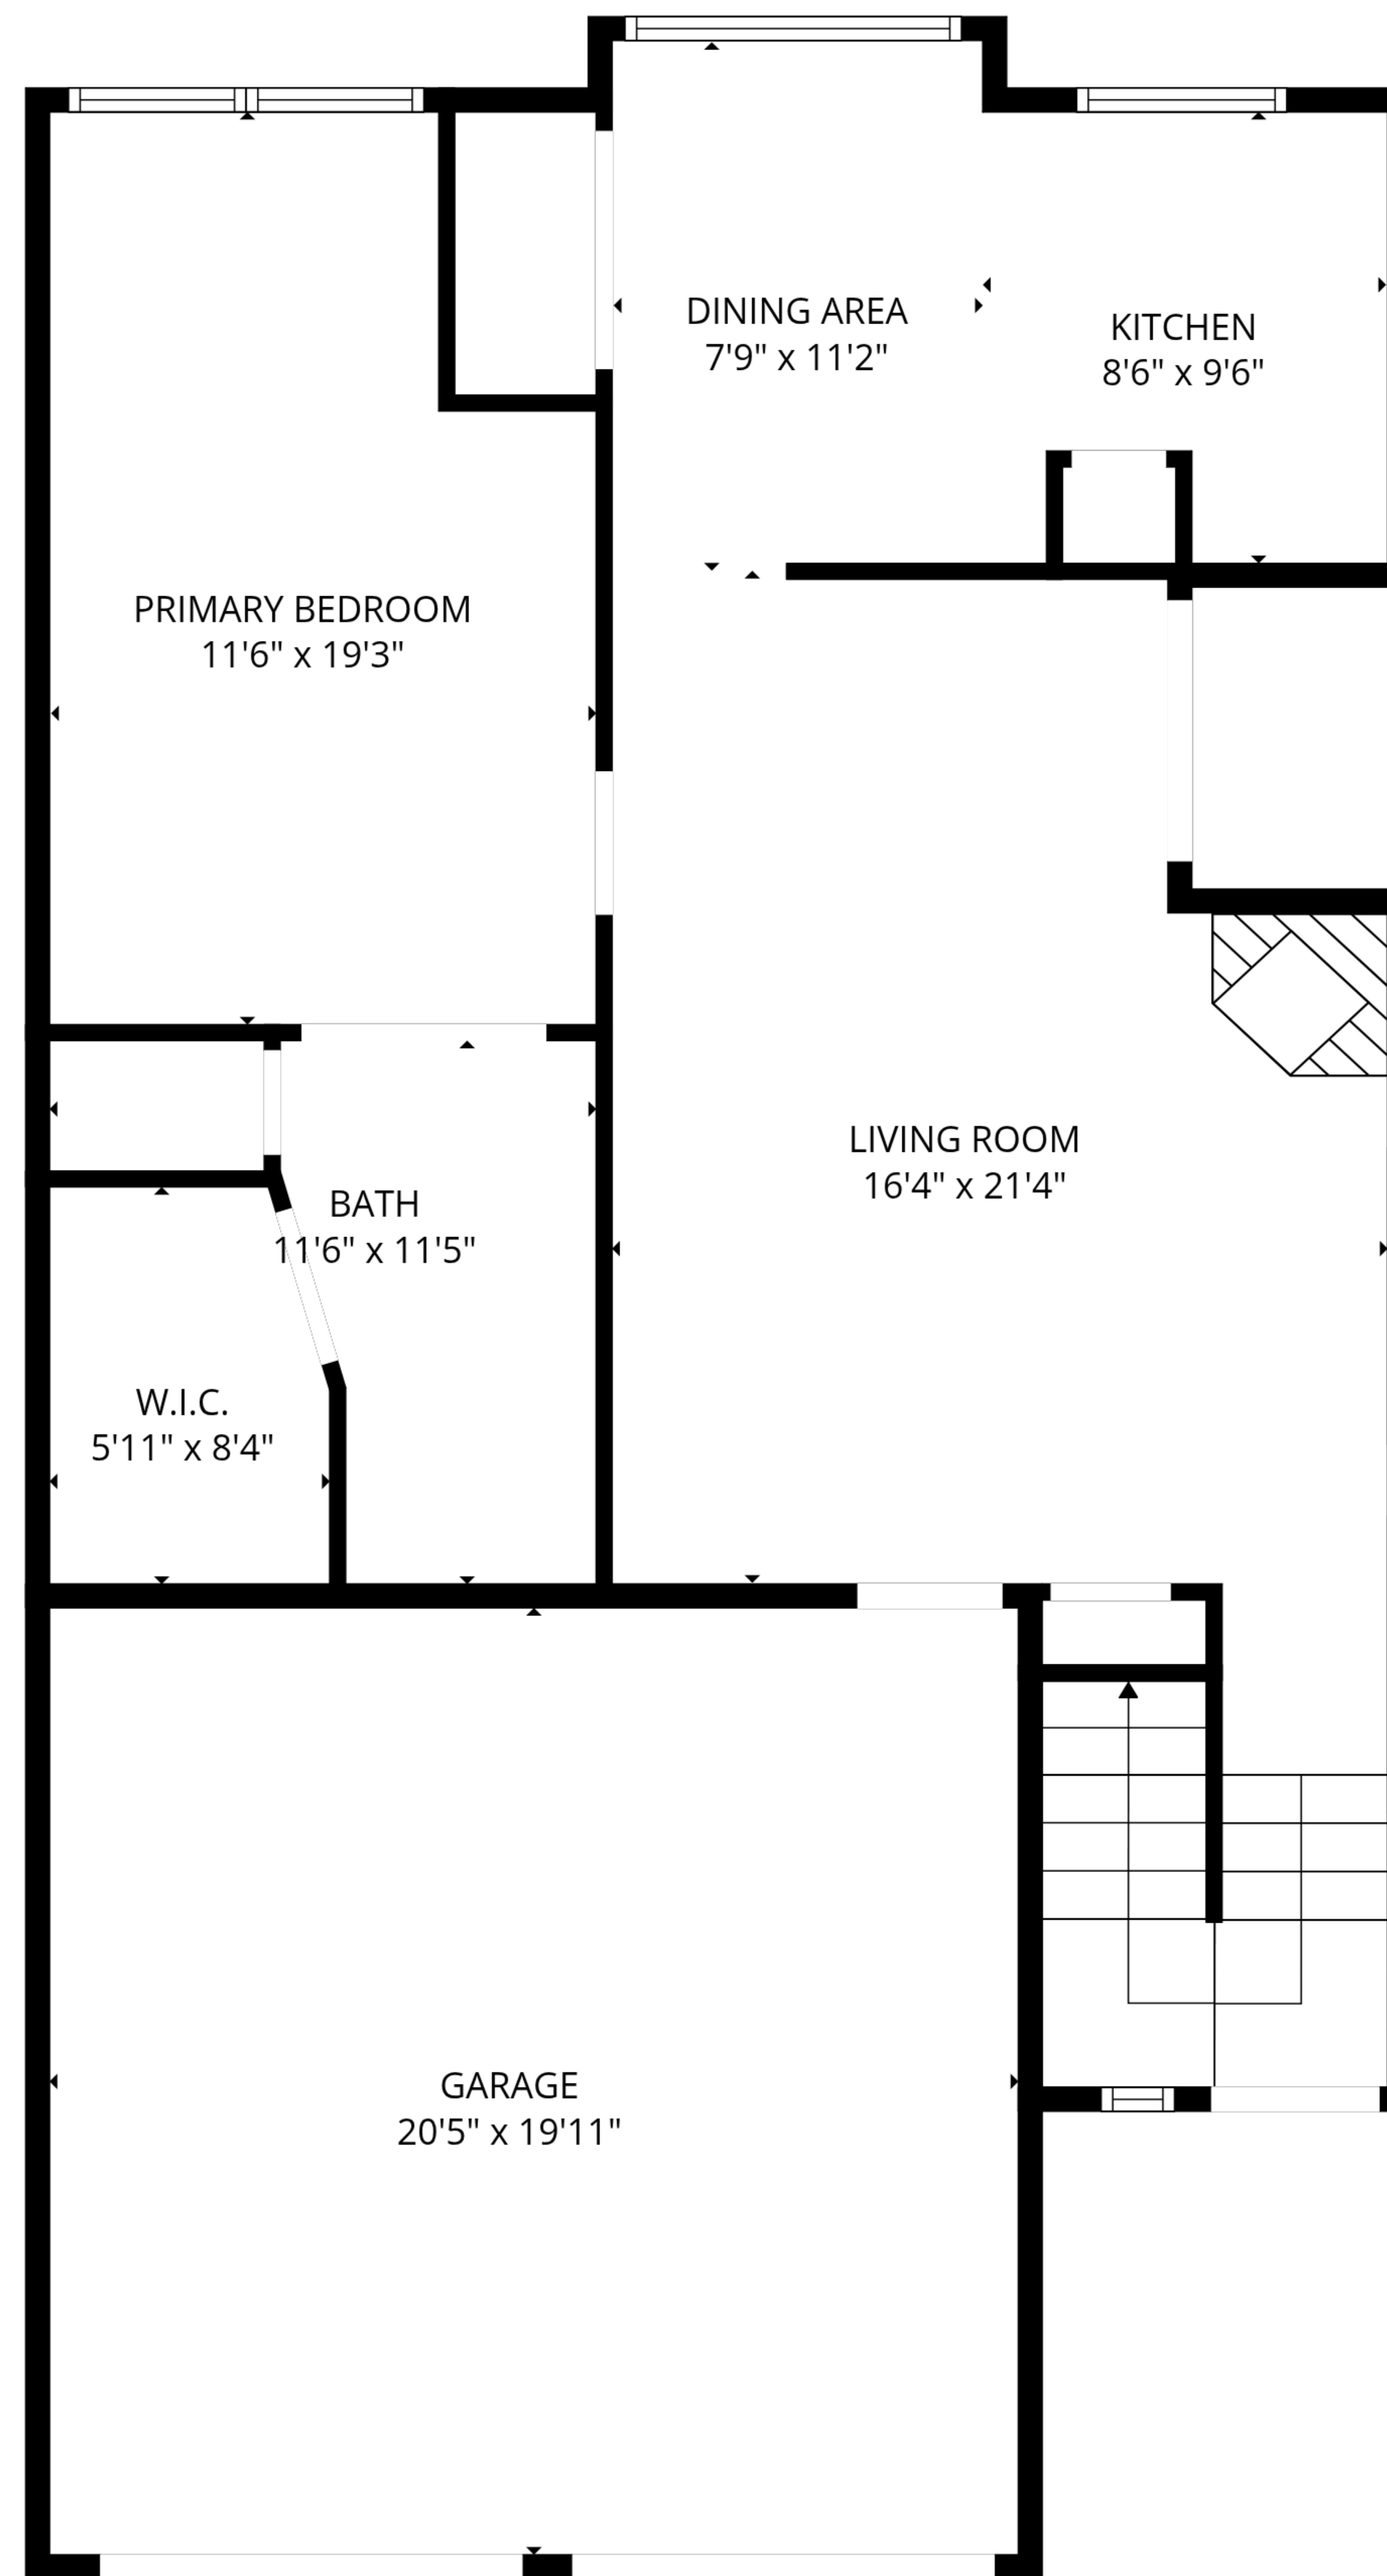 DINING AREA
7'9" x 11'2"
KITCHEN
8'6" x 9'6"
PRIMARY BEDROOM
11'6" x 19'3"
LIVING ROOM
16'4" x 21'4"
BATH
11'6" x 11'5"
W.I.C.
5'11" x 8'4"
GARAGE
20'5" x 19'11"